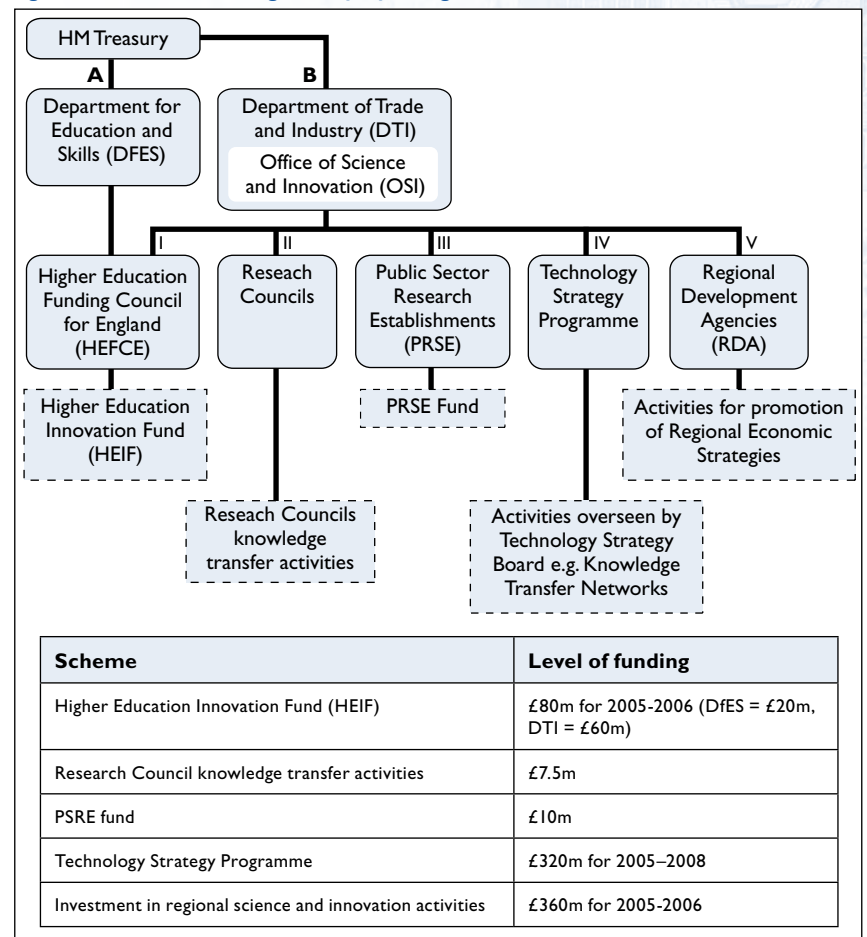 HM Treasury
A
B
Department for
Education and
Skills (DFES)
Department of Trade
and Industry (DTI)
Office of Science
and Innovation (OSI)
I
II
III
IV
V
Higher Education
Funding Council
for England
(HEFCE)
Reseach
Councils
Public Sector
Research
Establishments
(PRSE)
Technology
Strategy
Programme
Regional
Development
Agencies
(RDA)
Higher Education
Innovation Fund
(HEIF)
PRSE Fund
Activities for promotion
of Regional Economic
Strategies
Reseach Councils
knowledge
transfer activities
Activities overseen by
Technology Strategy
Board e.g. Knowledge
Transfer Networks
Scheme
Level of funding
Higher Education Innovation Fund (HEIF)
£80m for 2005-2006 (DfES = £20m,
DTI = £60m)
Research Council knowledge transfer activities
£7.5m
PSRE fund
£10m
Technology Strategy Programme
£320m for 2005–2008
Investment in regional science and innovation activities
£360m for 2005-2006